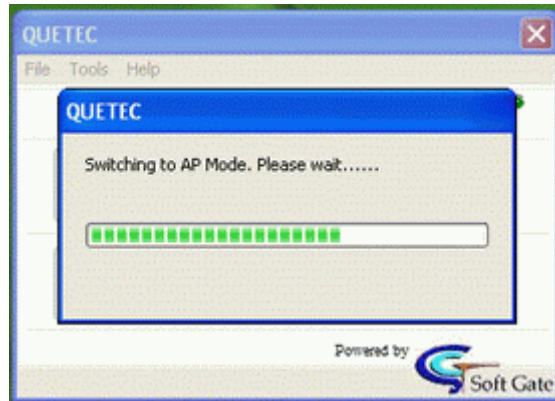 QUETEC
File Tools Help
QUETEC
Switching to AP Mode. Please wait......
Powered by
Soft Gate